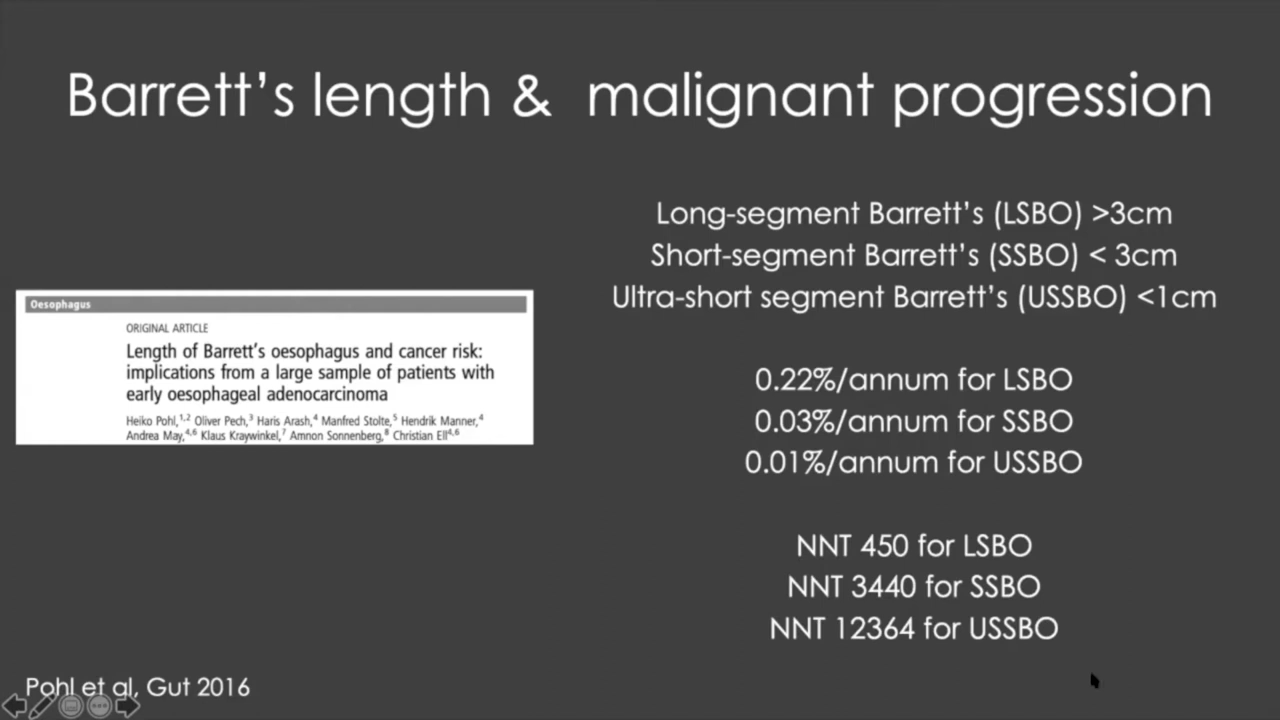 Barrett's length & malignant progression
Long-segment Barrett's (LSBO) >3cm
Short-segment Barrett's (SSBO) < 3cm
Ultra-short segment Barrett's (USSBO) <1cm
0.22%/annum for LSBO
0.03%/annum for SSBO
0.01%/annum for USSBO
NNT 450 for LSBO
NNT 3440 for SSBO
NNT 12364 for USSBO
Oesophagus
ORIGINAL ARTICLE
Length of Barrett's oesophagus and cancer risk:
implications from a large sample of patients with
early oesophageal adenocarcinoma
Heiko Pohl,1,2 Oliver Pech,3 Haris Arash,4 Manfred Stolte,5 Hendrik Manner,4
Andrea May,4,6 Klaus Kraywinkel,7 Amnon Sonnenberg,8 Christian Ell4,6
Pohl et al, Gut 2016